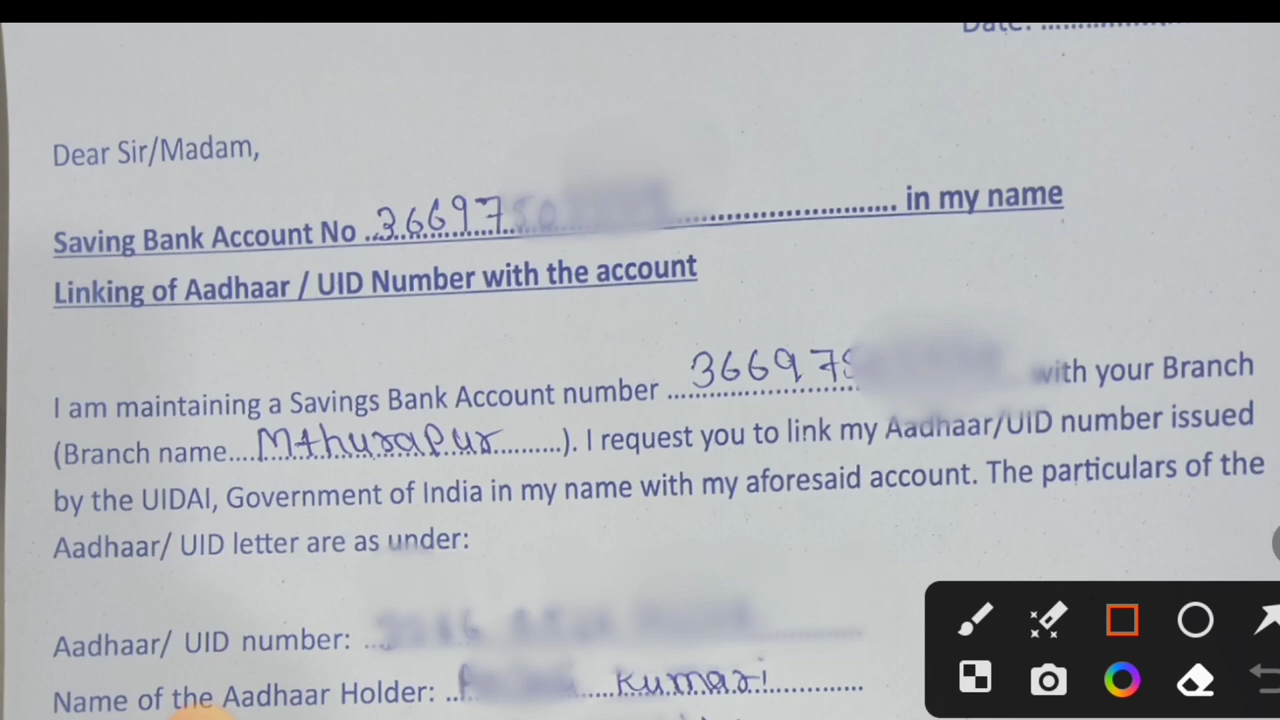 Date: ..................
Dear Sir/Madam,
Saving Bank Account No ..36697.................................. in my name
Linking of Aadhaar / UID Number with the account
I am maintaining a Savings Bank Account number ......36697.................. with your Branch
(Branch name....Mthurapur..........). I request you to link my Aadhaar/UID number issued
by the UIDAI, Government of India in my name with my aforesaid account. The particulars of the
Aadhaar/ UID letter are as under:
Aadhaar/ UID number: ...
Name of the Aadhaar Holder: .......Kumari...............